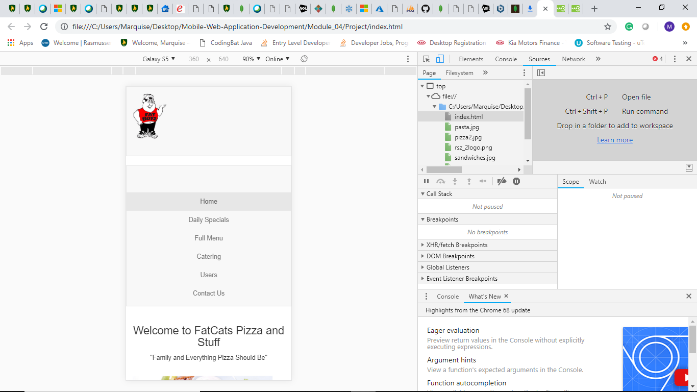 file:///C:/Users/Marquise/Desktop/Mobile-Web-Application-Development/Module_04/Project/index.html
Apps Welcome | Rasmuss Welcome, Marquise CodingBat Java Entry Level Develope Developer Jobs, Prog Desktop Registration Kia Motors Finance Software Testing - uT
Galaxy S5 360 × 640 90% Online
Home
Daily Specials
Full Menu
Catering
Users
Contact Us
Welcome to FatCats Pizza and
Stuff
"Family and Everything Pizza Should Be"
Elements Console Sources Network » 1
Page Filesystem »
top
file://
C:/Users/Marquise/Desktop
index.html
pasta.jpg
pizza2.jpg
rsz_2logo.png
sandwiches.jpg
Ctrl + P Open file
Ctrl + Shift + P Run command
Drop in a folder to add to workspace
Learn more
Call Stack
Not paused
Breakpoints
No breakpoints
XHR/fetch Breakpoints
DOM Breakpoints
Global Listeners
Event Listener Breakpoints
Scope Watch
Not paused
Console What's New ×
Highlights from the Chrome 68 update
Eager evaluation
Preview return values in the Console without explicitly
executing expressions.
Argument hints
View a function's expected arguments in the Console.
Function autocompletion